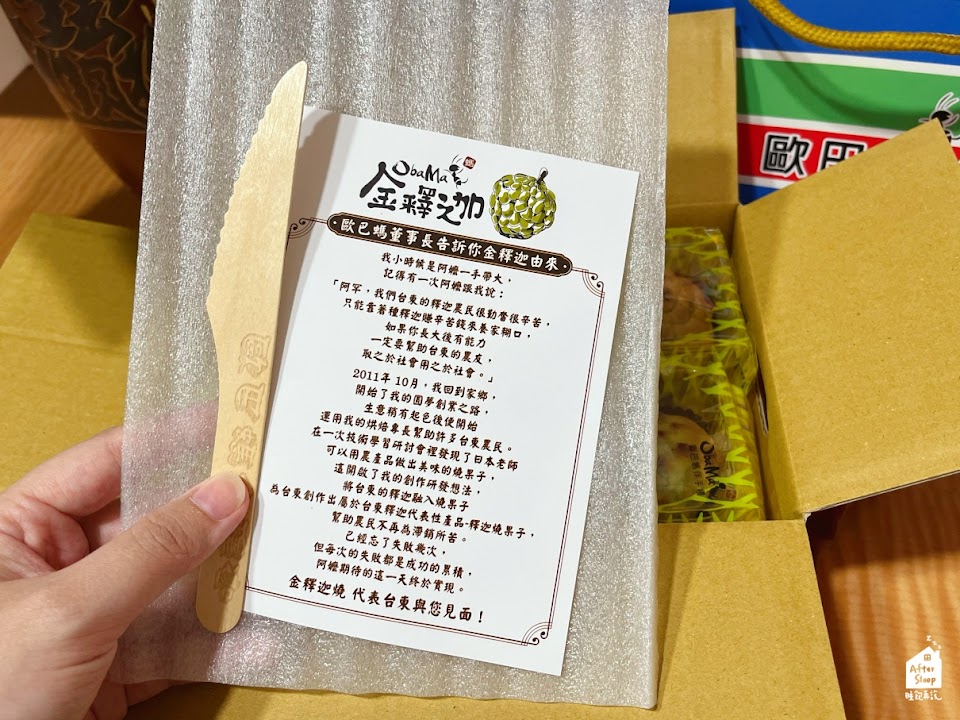 ObaMa 媽
金釋迦
·歐巴螞董事長告訴你金釋迦由來·
我小時候是阿嬤一手帶大，
記得有一次阿嬤跟我說：
「阿罕，我們台東的釋迦農民很勤奮很辛苦，
只能靠著種釋迦賺辛苦錢來養家糊口，
如果你長大後有能力
一定要幫助台東的農友，
取之於社會用之於社會。」
2011年 10月，我回到家鄉，
開始了我的圓夢創業之路，
生意稍有起色後便開始
運用我的烘焙專長幫助許多台東農民。
在一次技術學習研討會裡發現了日本老師
可以用農產品做出美味的燒果子，
這開啟了我的創作研發想法，
將台東的釋迦融入燒果子
為台東創作出屬於台東釋迦代表性產品-釋迦燒果子，
幫助農民不再為滯銷所苦。
已經忘了失敗幾次，
但每次的失敗都是成功的累積，
阿嬤期待的這一天終於實現。
金釋迦燒 代表台東與您見面！
歐巴
ObaMa
After
Sleep
睡飽再說